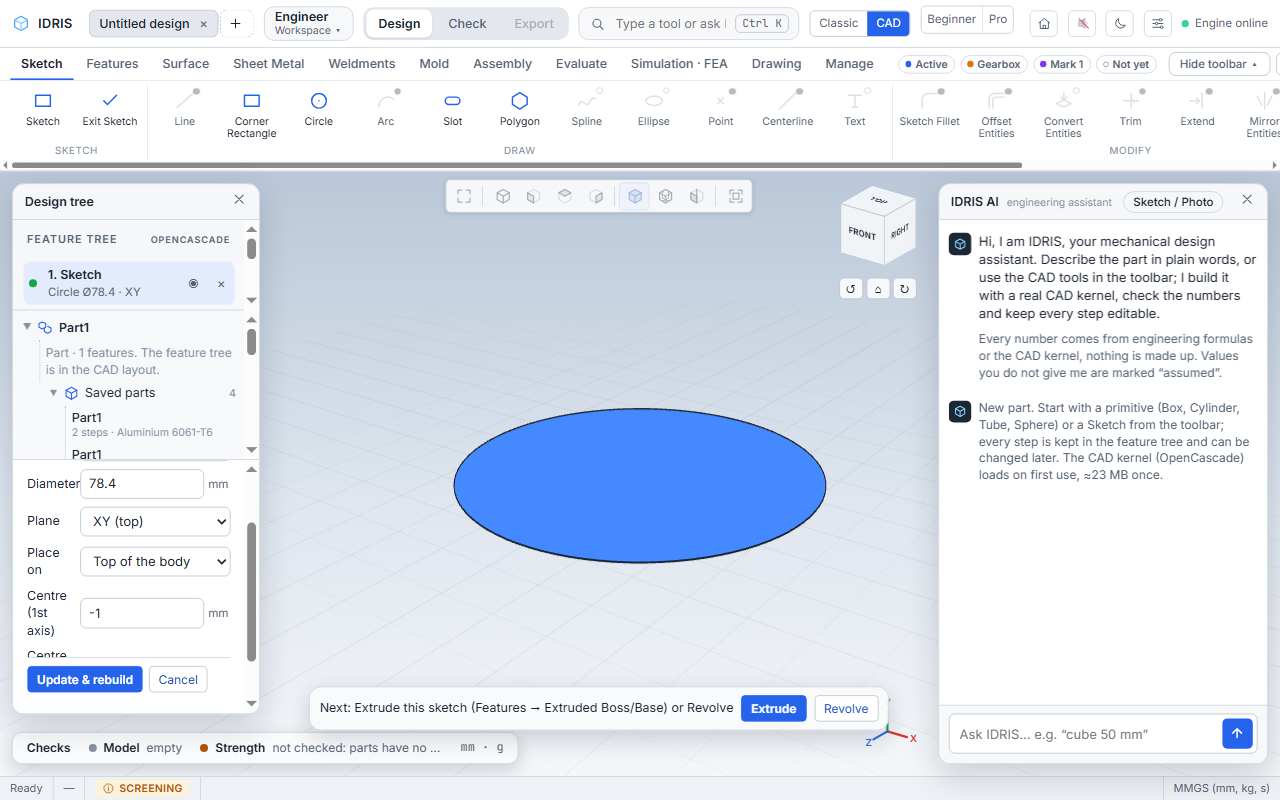 IDRIS
Untitled design ×
+
Engineer
Workspace
Design
Check
Export
Type a tool or ask I
Ctrl K
Classic
CAD
Beginner
Pro
Engine online
Sketch
Features
Surface
Sheet Metal
Weldments
Mold
Assembly
Evaluate
Simulation · FEA
Drawing
Manage
Active
Gearbox
Mark 1
Not yet
Hide toolbar
Sketch
Exit Sketch
Line
Corner
Rectangle
Circle
Arc
Slot
Polygon
Spline
Ellipse
Point
Centerline
Text
Sketch Fillet
Offset
Entities
Convert
Entities
Trim
Extend
Mirror
Entities
SKETCH
DRAW
MODIFY
Design tree
FEATURE TREE
OPENCASCADE
1. Sketch
Circle Ø78.4 · XY
Part1
Part · 1 features. The feature tree
is in the CAD layout.
Saved parts
4
Part1
2 steps · Aluminium 6061-T6
Part1
Diameter
78.4
mm
Plane
XY (top)
Place
on
Top of the body
Centre
(1st
axis)
-1
mm
Centre
Update & rebuild
Cancel
TOP
FRONT
RIGHT
IDRIS AI
engineering assistant
Sketch / Photo
Hi, I am IDRIS, your mechanical design
assistant. Describe the part in plain words, or
use the CAD tools in the toolbar; I build it
with a real CAD kernel, check the numbers
and keep every step editable.
Every number comes from engineering formulas
or the CAD kernel, nothing is made up. Values
you do not give me are marked “assumed”.
New part. Start with a primitive (Box, Cylinder,
Tube, Sphere) or a Sketch from the toolbar;
every step is kept in the feature tree and can be
changed later. The CAD kernel (OpenCascade)
loads on first use, ≈23 MB once.
Next: Extrude this sketch (Features → Extruded Boss/Base) or Revolve
Extrude
Revolve
Z
X
Ask IDRIS... e.g. “cube 50 mm”
Checks
Model empty
Strength not checked: parts have no ...
mm · g
Ready
—
SCREENING
MMGS (mm, kg, s)